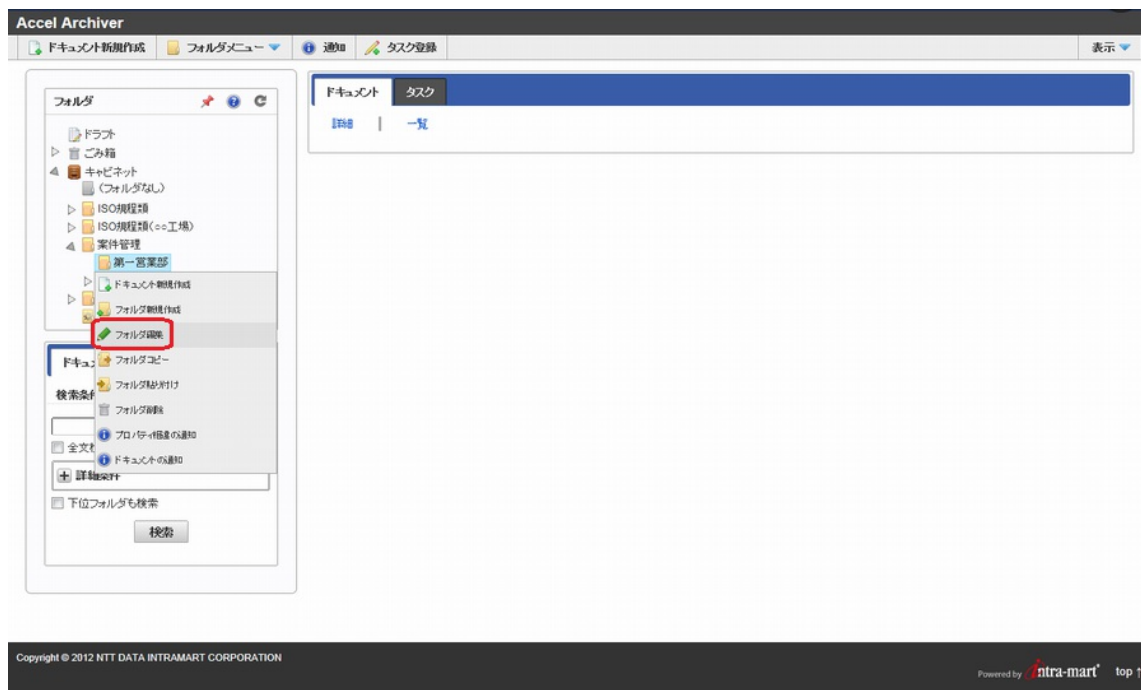 Accel Archiver
ドキュメント新規作成 フォルダメニュー 通知 タスク登録 表示
フォルダ
ドラフト
ごみ箱
キャビネット
(フォルダなし)
ISO規程類
ISO規程類(○○工場)
案件管理
第一営業部
ドキュメント新規作成
フォルダ新規作成
フォルダ編集
フォルダコピー
フォルダ貼り付け
フォルダ削除
プロパティ伝達の通知
ドキュメントの通知
ドキュ
検索条件
全文検
詳細条件
下位フォルダも検索
検索
ドキュメント タスク
詳細 | 一覧
Copyright © 2012 NTT DATA INTRAMART CORPORATION
Powered by intra-mart top ↑